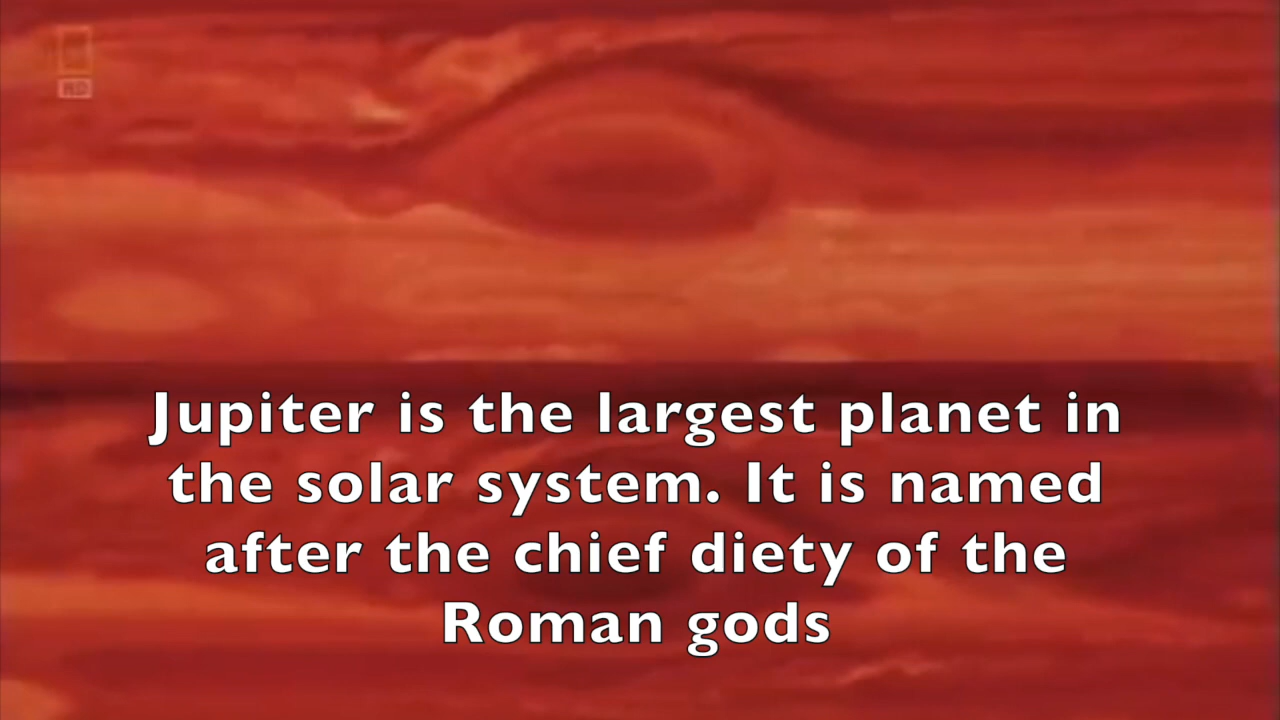 HD
Jupiter is the largest planet in
the solar system. It is named
after the chief diety of the
Roman gods